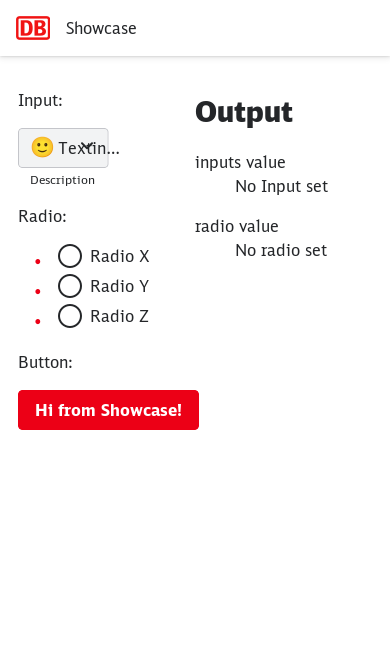 DB Showcase
Input:
🙂 Textin...
Description
Radio:
Radio X
Radio Y
Radio Z
Button:
Hi from Showcase!
Output
inputs value
No Input set
radio value
No radio set